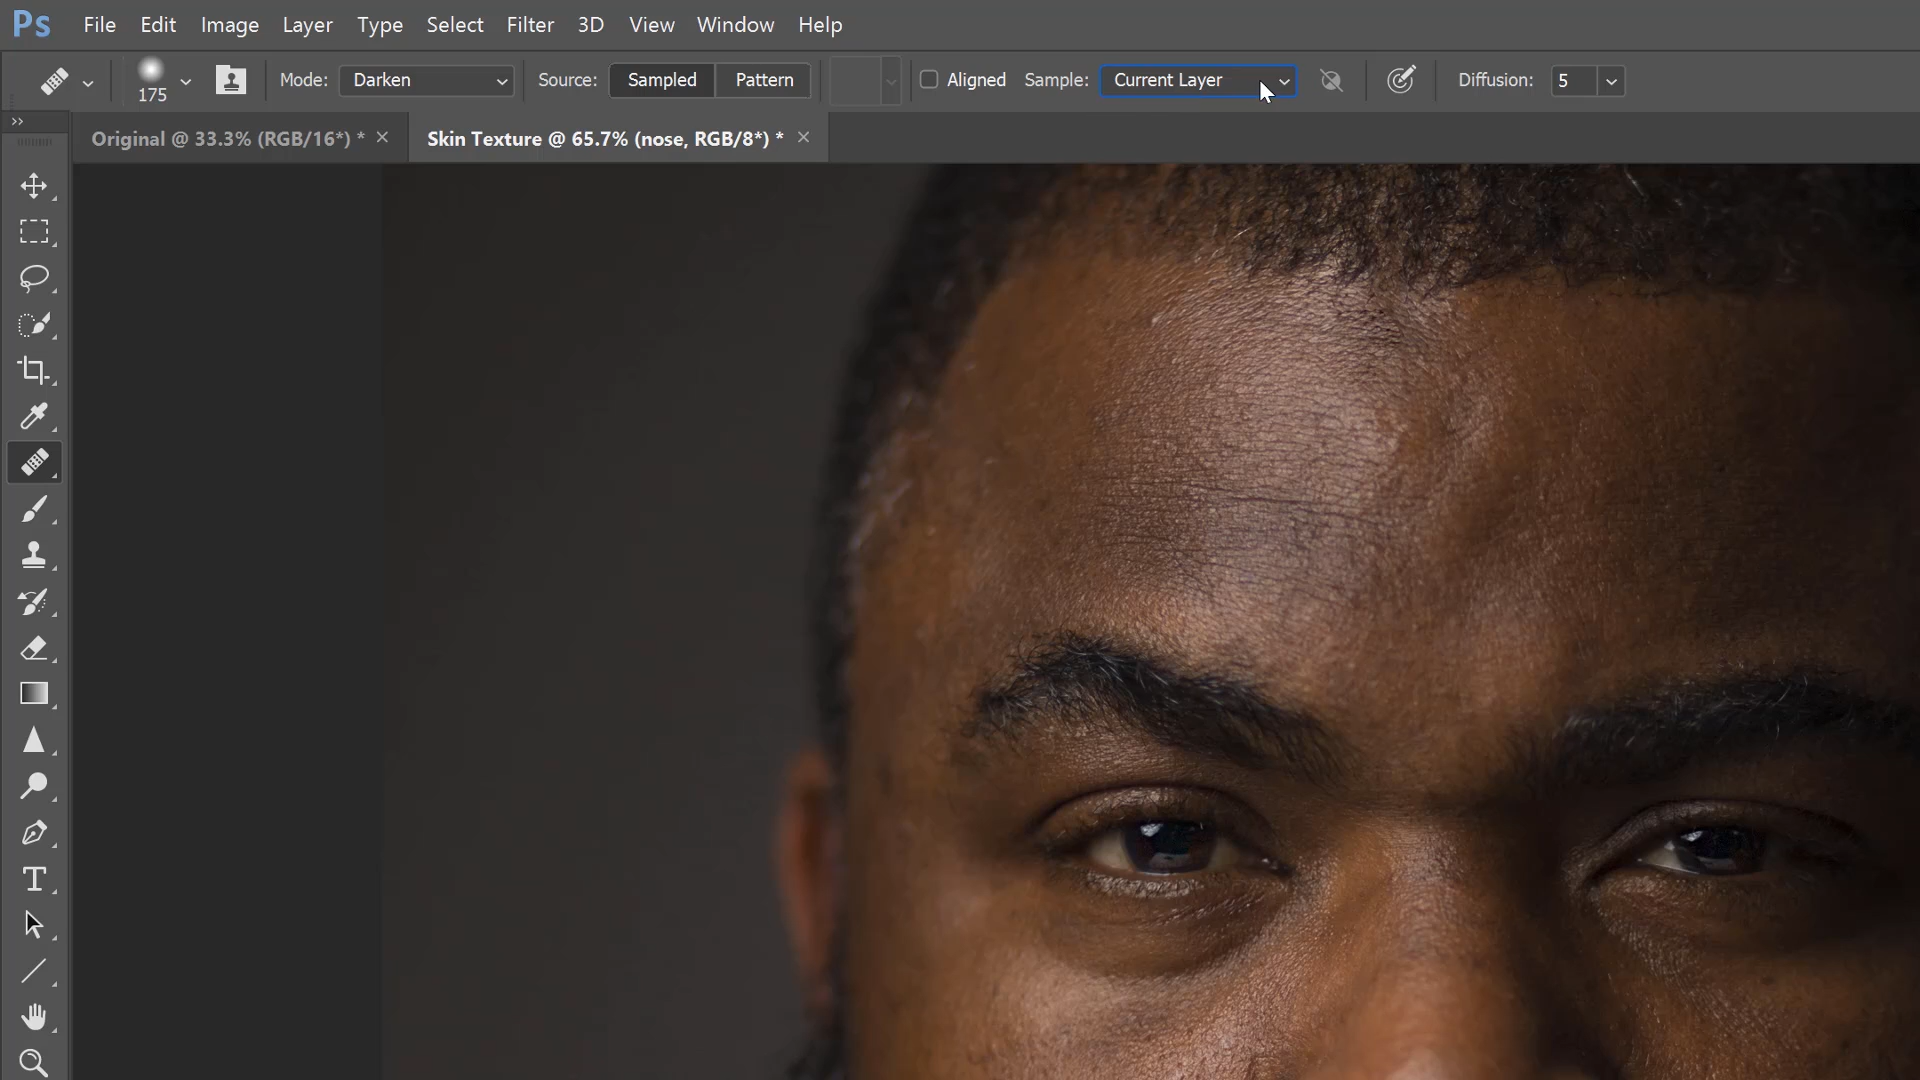 Ps File Edit Image Layer Type Select Filter 3D View Window Help
175 Mode: Darken Source: Sampled Pattern Aligned Sample: Current Layer Diffusion: 5
Original @ 33.3% (RGB/16*) * × Skin Texture @ 65.7% (nose, RGB/8*) * ×